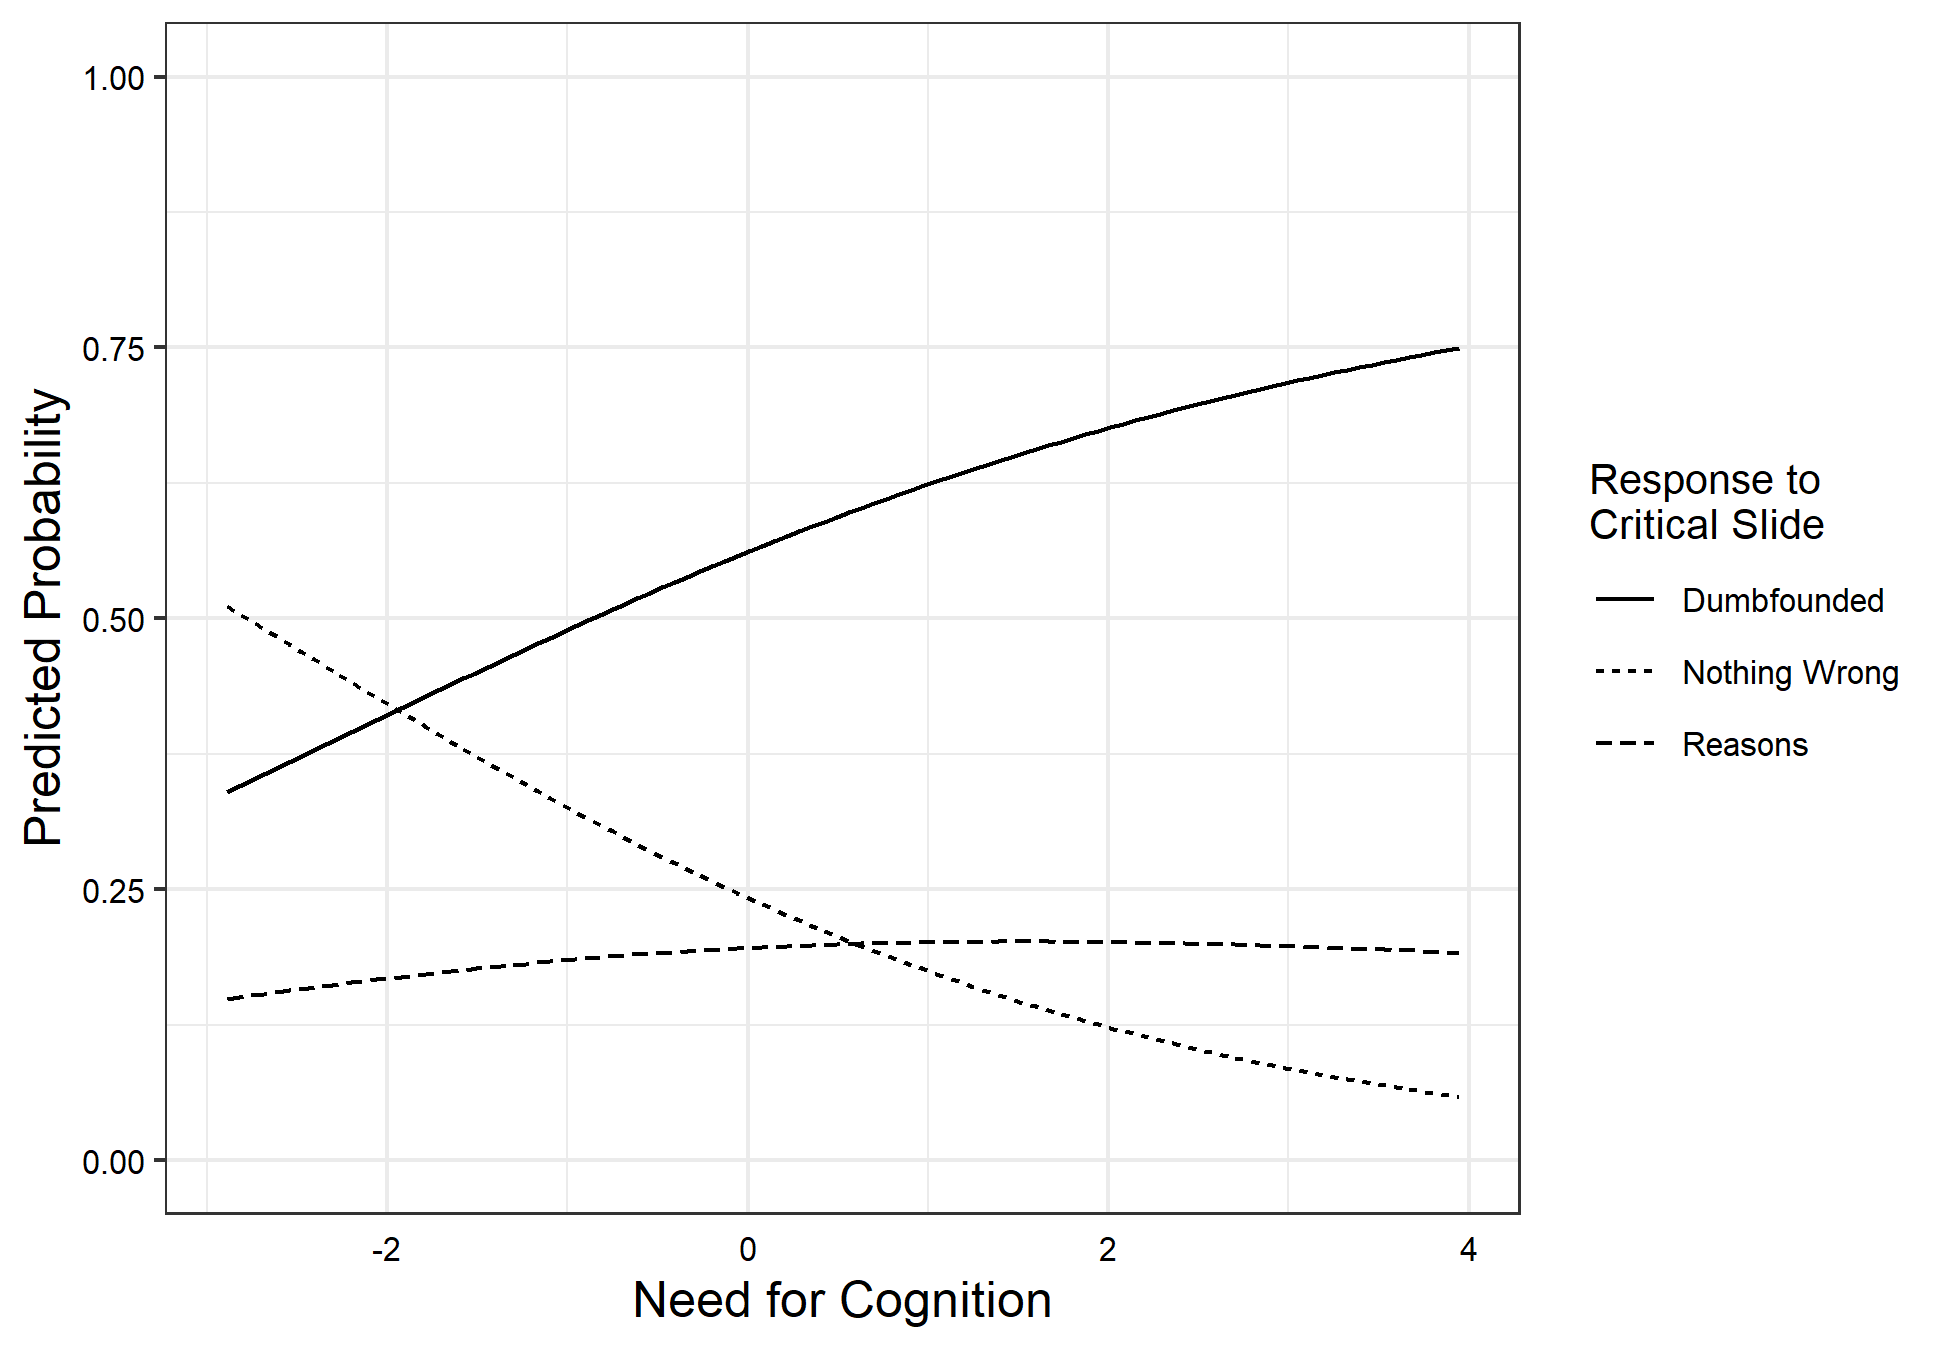 1.00
0.75
0.50
0.25
0.00
-2
0
2
4
Predicted Probability
Need for Cognition
Response to
Critical Slide
Dumbfounded
Nothing Wrong
Reasons